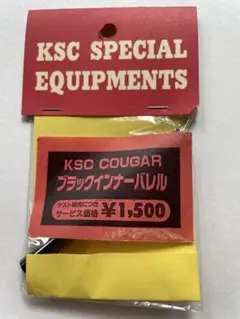 KSC SPECIAL
EQUIPMENTS
KSC COUGAR
ブラックインナーバレル
テスト販売につき
サービス価格 ¥1,500